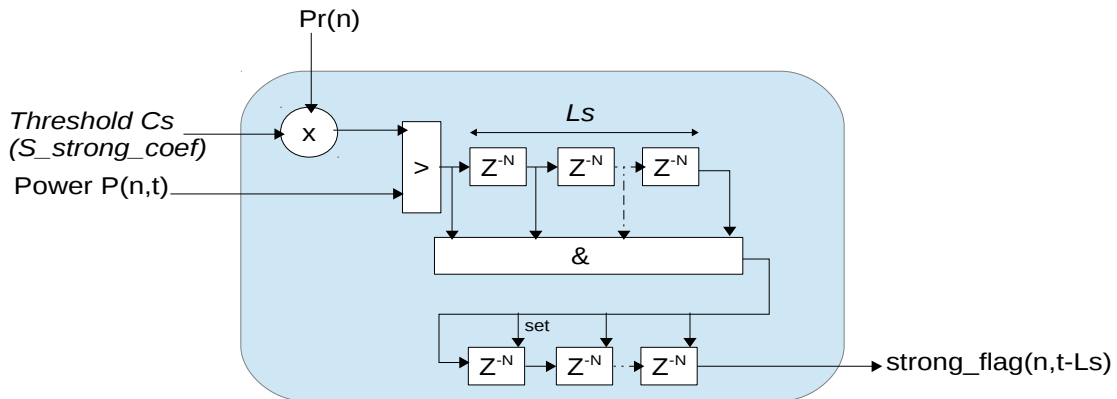 Pr(n)
Threshold Cs
(S_strong_coef)
x
Ls
>
Z-N
Z-N
Z-N
Power P(n,t)
&
set
Z-N
Z-N
Z-N
strong_flag(n,t-Ls)